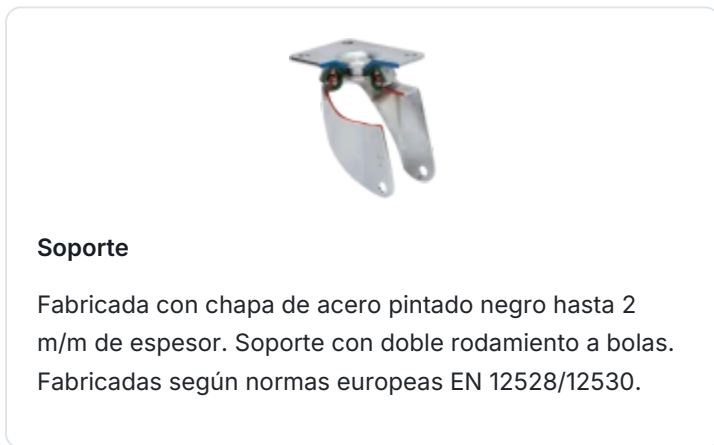 Soporte
Fabricada con chapa de acero pintado negro hasta 2
m/m de espesor. Soporte con doble rodamiento a bolas.
Fabricadas según normas europeas EN 12528/12530.